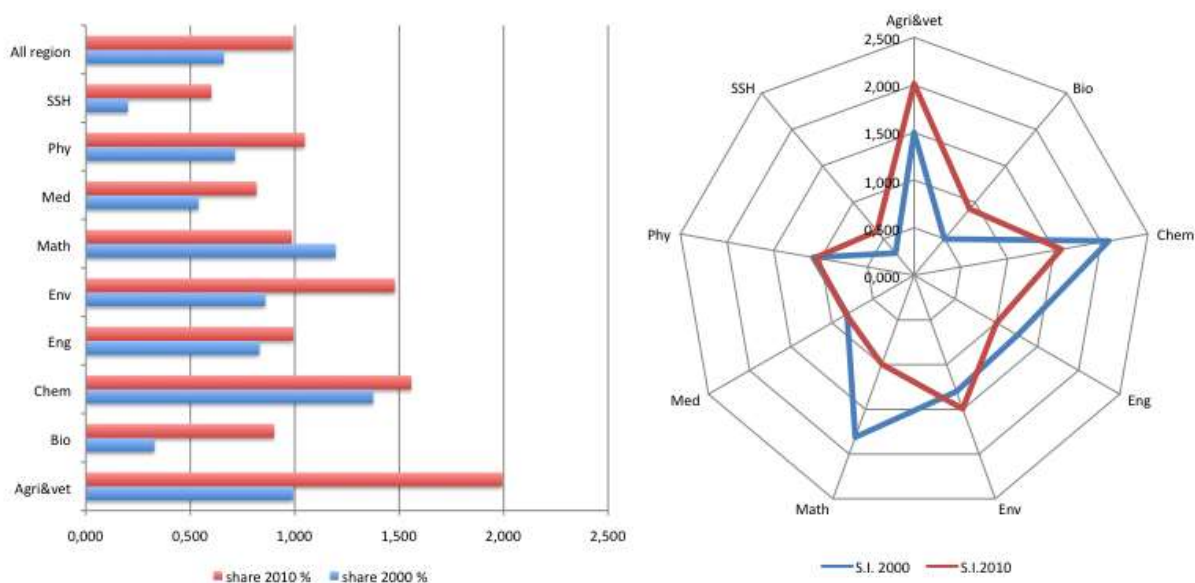 All region
SSH
Phy
Med
Math
Env
Eng
Chem
Bio
Agri&vet
0,000 0,500 1,000 1,500 2,000 2,500
share 2010 % share 2000 %
Agri&vet
2,500
2,000
1,500
1,000
0,500
0,000
Bio
Chem
Eng
Env
Math
Med
Phy
SSH
S.I. 2000 S.I.2010